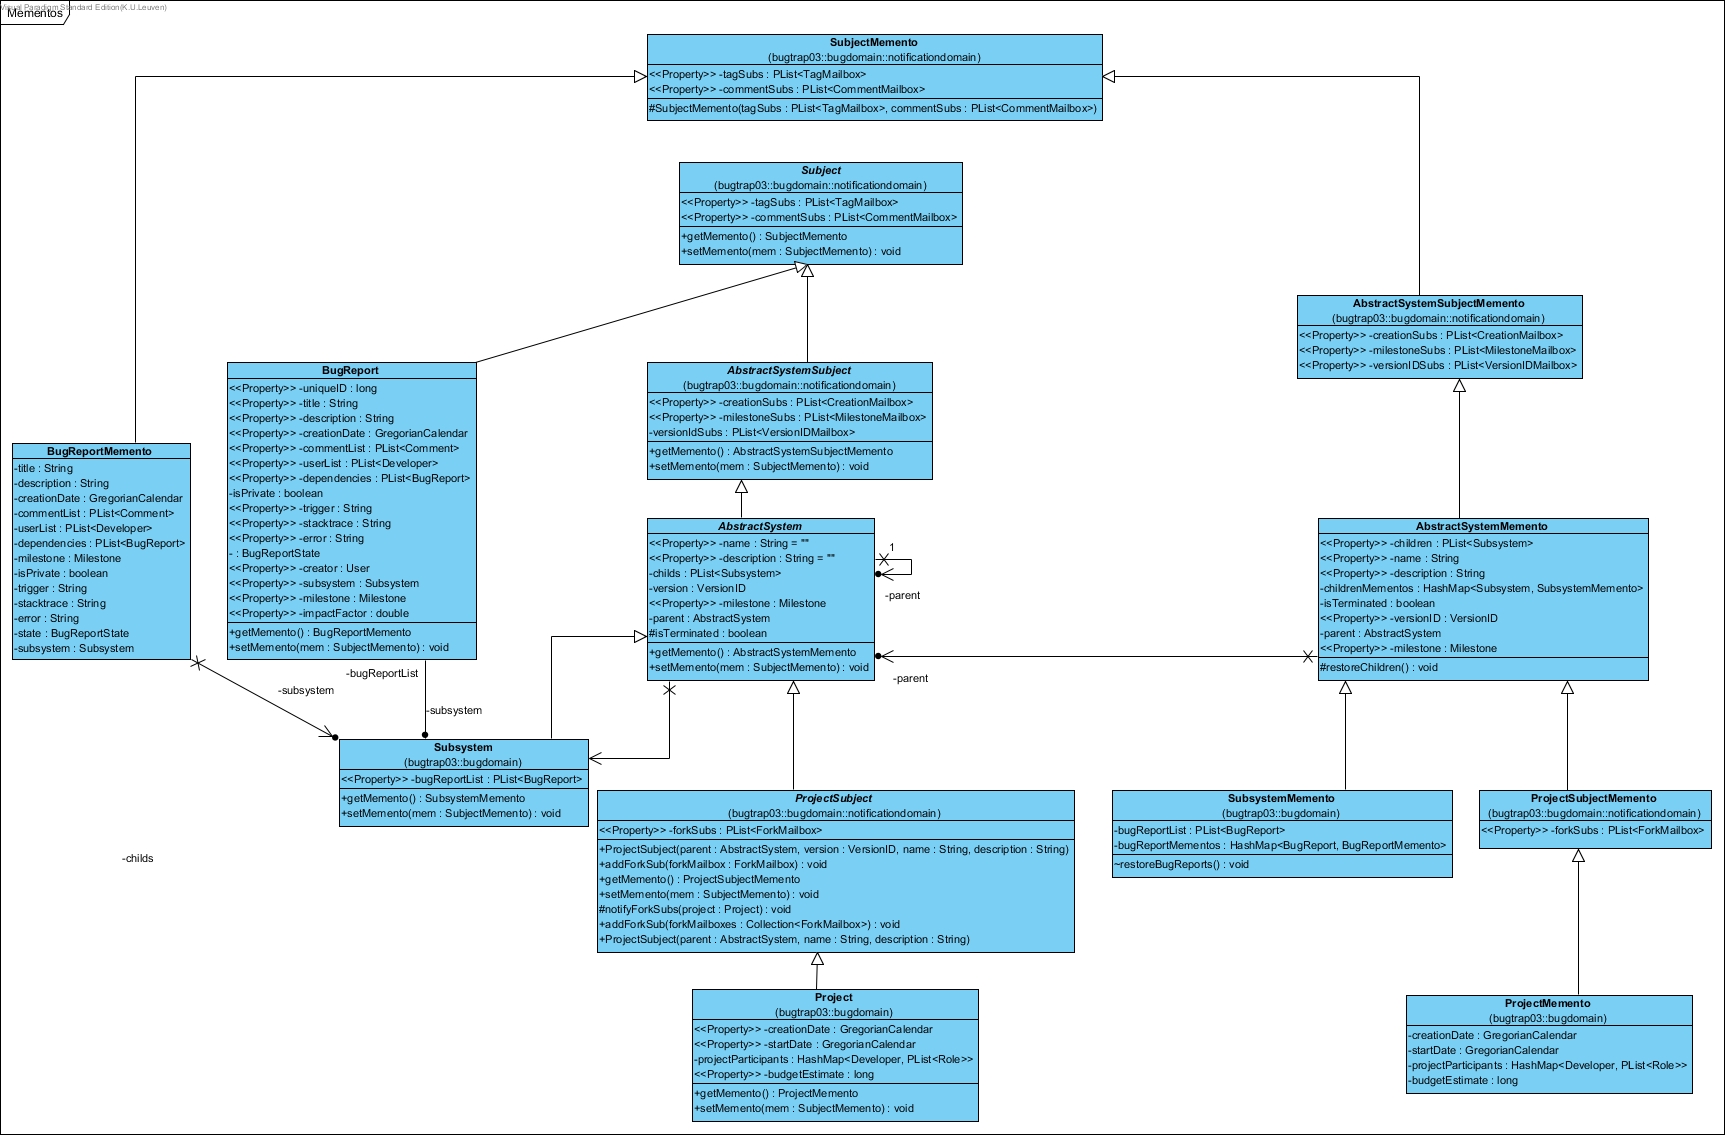 Visual Paradigm Standard Edition(K.U.Leuven)
Mementos
SubjectMemento
(bugtrap03::bugdomain::notificationdomain)
<<Property>> -tagSubs : PList<TagMailbox>
<<Property>> -commentSubs : PList<CommentMailbox>
#SubjectMemento(tagSubs : PList<TagMailbox>, commentSubs : PList<CommentMailbox>)
Subject
(bugtrap03::bugdomain::notificationdomain)
<<Property>> -tagSubs : PList<TagMailbox>
<<Property>> -commentSubs : PList<CommentMailbox>
+getMemento() : SubjectMemento
+setMemento(mem : SubjectMemento) : void
AbstractSystemSubjectMemento
(bugtrap03::bugdomain::notificationdomain)
<<Property>> -creationSubs : PList<CreationMailbox>
<<Property>> -milestoneSubs : PList<MilestoneMailbox>
<<Property>> -versionIDSubs : PList<VersionIDMailbox>
BugReport
<<Property>> -uniqueID : long
<<Property>> -title : String
<<Property>> -description : String
<<Property>> -creationDate : GregorianCalendar
<<Property>> -commentList : PList<Comment>
<<Property>> -userList : PList<Developer>
<<Property>> -dependencies : PList<BugReport>
-isPrivate : boolean
<<Property>> -trigger : String
<<Property>> -stacktrace : String
<<Property>> -error : String
- : BugReportState
<<Property>> -creator : User
<<Property>> -subsystem : Subsystem
<<Property>> -milestone : Milestone
<<Property>> -impactFactor : double
+getMemento() : BugReportMemento
+setMemento(mem : SubjectMemento) : void
AbstractSystemSubject
(bugtrap03::bugdomain::notificationdomain)
<<Property>> -creationSubs : PList<CreationMailbox>
<<Property>> -milestoneSubs : PList<MilestoneMailbox>
-versionIdSubs : PList<VersionIDMailbox>
+getMemento() : AbstractSystemSubjectMemento
+setMemento(mem : SubjectMemento) : void
BugReportMemento
-title : String
-description : String
-creationDate : GregorianCalendar
-commentList : PList<Comment>
-userList : PList<Developer>
-dependencies : PList<BugReport>
-milestone : Milestone
-isPrivate : boolean
-trigger : String
-stacktrace : String
-error : String
-state : BugReportState
-subsystem : Subsystem
AbstractSystem
<<Property>> -name : String = ""
<<Property>> -description : String = ""
-childs : PList<Subsystem>
-version : VersionID
<<Property>> -milestone : Milestone
-parent : AbstractSystem
#isTerminated : boolean
+getMemento() : AbstractSystemMemento
+setMemento(mem : SubjectMemento) : void
1
-parent
-parent
AbstractSystemMemento
<<Property>> -children : PList<Subsystem>
<<Property>> -name : String
<<Property>> -description : String
-childrenMementos : HashMap<Subsystem, SubsystemMemento>
-isTerminated : boolean
<<Property>> -versionID : VersionID
-parent : AbstractSystem
<<Property>> -milestone : Milestone
#restoreChildren() : void
-bugReportList
-subsystem
-subsystem
Subsystem
(bugtrap03::bugdomain)
<<Property>> -bugReportList : PList<BugReport>
+getMemento() : SubsystemMemento
+setMemento(mem : SubjectMemento) : void
-childs
ProjectSubject
(bugtrap03::bugdomain::notificationdomain)
<<Property>> -forkSubs : PList<ForkMailbox>
+ProjectSubject(parent : AbstractSystem, version : VersionID, name : String, description : String)
+addForkSub(forkMailbox : ForkMailbox) : void
+getMemento() : ProjectSubjectMemento
+setMemento(mem : SubjectMemento) : void
#notifyForkSubs(project : Project) : void
+addForkSub(forkMailboxes : Collection<ForkMailbox>) : void
+ProjectSubject(parent : AbstractSystem, name : String, description : String)
SubsystemMemento
(bugtrap03::bugdomain)
-bugReportList : PList<BugReport>
-bugReportMementos : HashMap<BugReport, BugReportMemento>
~restoreBugReports() : void
ProjectSubjectMemento
(bugtrap03::bugdomain::notificationdomain)
<<Property>> -forkSubs : PList<ForkMailbox>
Project
(bugtrap03::bugdomain)
<<Property>> -creationDate : GregorianCalendar
<<Property>> -startDate : GregorianCalendar
-projectParticipants : HashMap<Developer, PList<Role>>
<<Property>> -budgetEstimate : long
+getMemento() : ProjectMemento
+setMemento(mem : SubjectMemento) : void
ProjectMemento
(bugtrap03::bugdomain)
-creationDate : GregorianCalendar
-startDate : GregorianCalendar
-projectParticipants : HashMap<Developer, PList<Role>>
-budgetEstimate : long